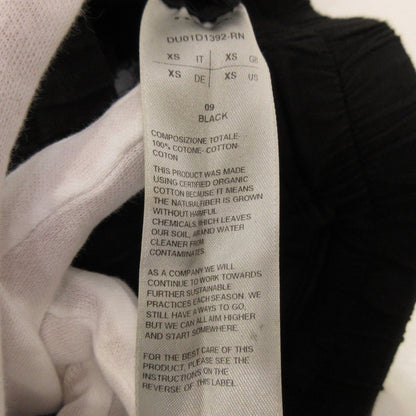 DU01D1392-RN
XS IT XS GB
XS DE XS US
09
BLACK
COMPOSIZIONE TOTALE
100% COTONE-COTTON-
COTON
THIS PRODUCT WAS MADE
USING CERTIFIED ORGANIC
COTTON BECAUSE IT MEANS
THE NATURAL FIBER IS GROWN
WITHOUT HARMFUL
CHEMICALS WHICH LEAVES
OUR SOIL, AIR AND WATER
CLEANER FROM
CONTAMINATES.
AS A COMPANY WE WILL
CONTINUE TO WORK TOWARDS
FURTHER SUSTAINABLE
PRACTICES EACH SEASON. WE
STILL HAVE A WAYS TO GO,
BUT WE CAN ALL AIM HIGHER
AND START SOMEWHERE
FOR THE BEST CARE OF THIS
PRODUCT, PLEASE SEE THE
INSTRUCTIONS ON THE
REVERSE OF THIS LABEL.